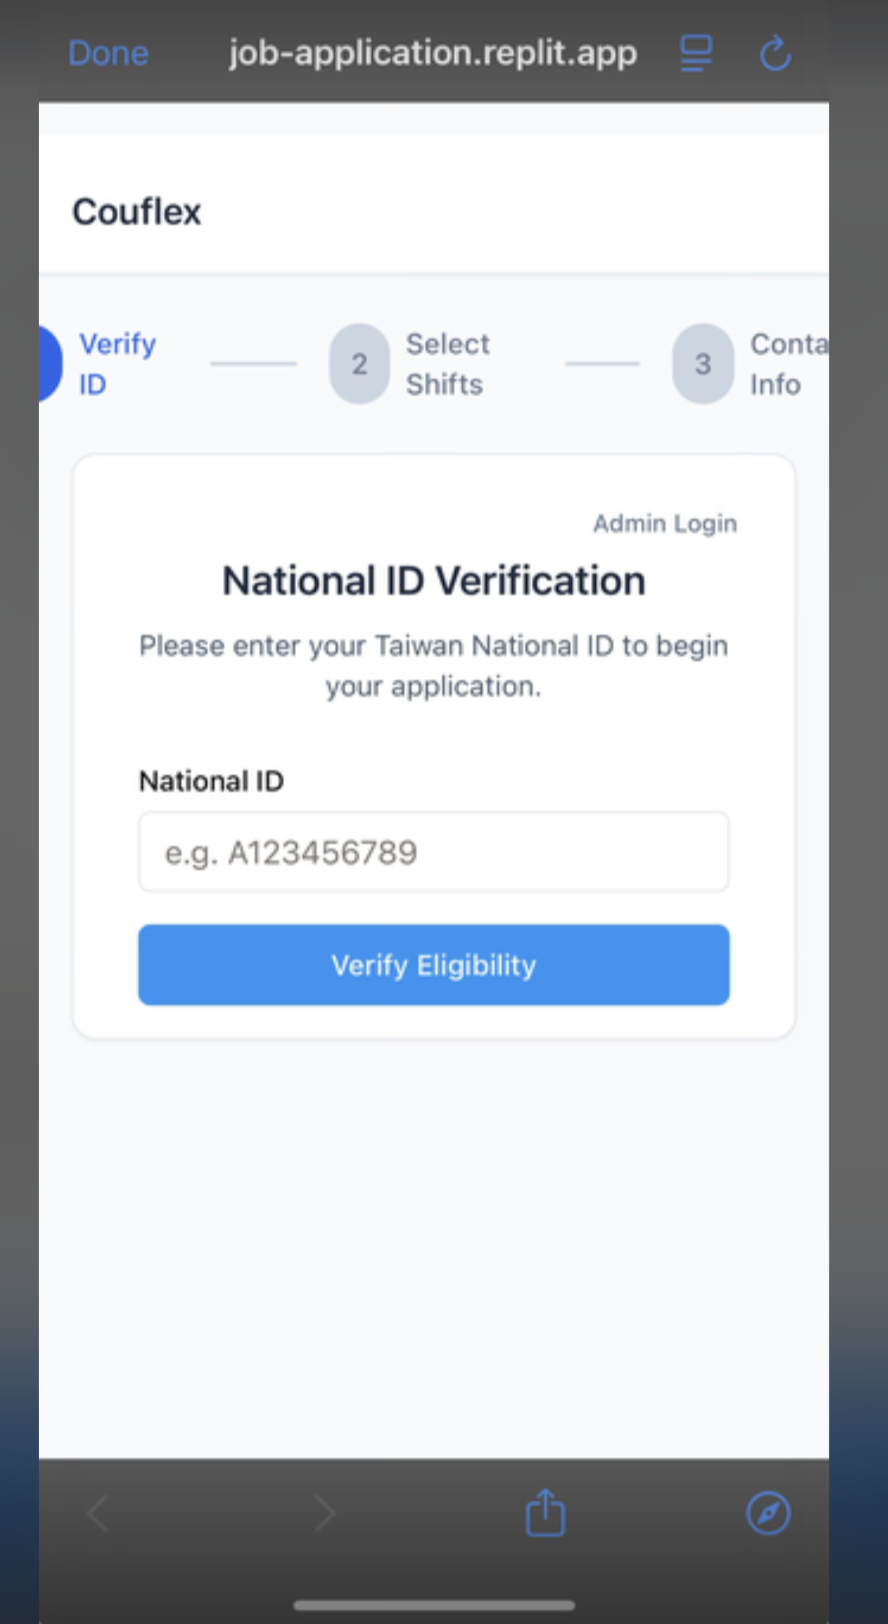 Done job-application.replit.app
Couflex
Verify
ID
2
Select
Shifts
3
Conta
Info
Admin Login
National ID Verification
Please enter your Taiwan National ID to begin
your application.
National ID
e.g. A123456789
Verify Eligibility